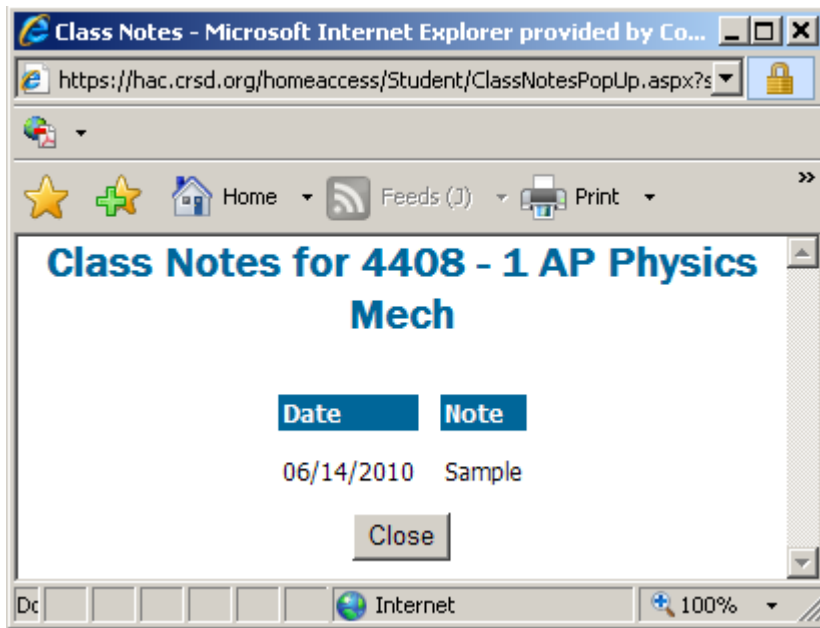 Class Notes - Microsoft Internet Explorer provided by Co...
https://hac.crsd.org/homeaccess/Student/ClassNotesPopUp.aspx?s
Home Feeds (J) Print »
Class Notes for 4408 - 1 AP Physics
Mech
Date Note
06/14/2010 Sample
Close
Internet 100%